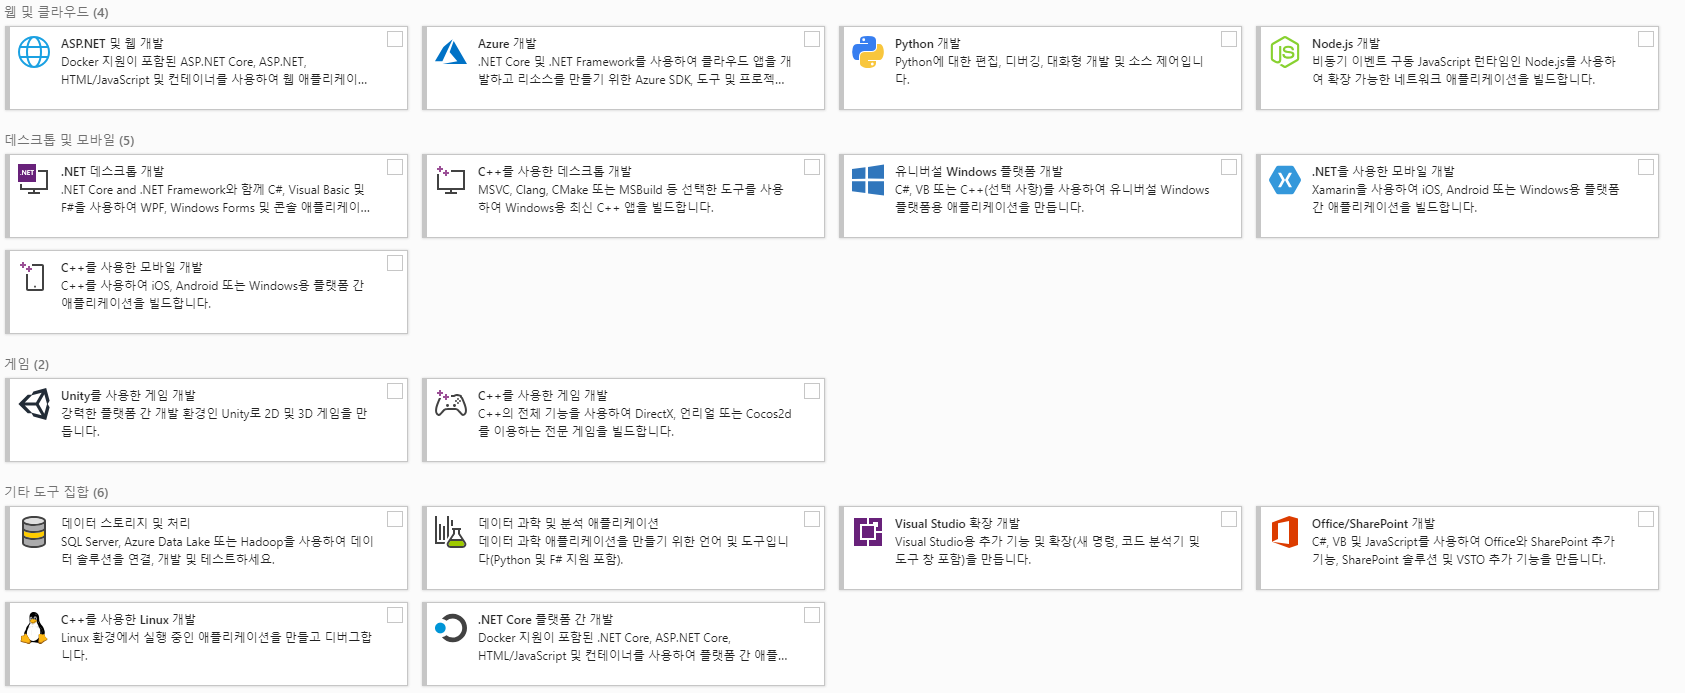 웹 및 클라우드 (4)
ASP.NET 및 웹 개발
Docker 지원이 포함된 ASP.NET Core, ASP.NET,
HTML/JavaScript 및 컨테이너를 사용하여 웹 애플리케이...
Azure 개발
.NET Core 및 .NET Framework를 사용하여 클라우드 앱을 개
발하고 리소스를 만들기 위한 Azure SDK, 도구 및 프로젝...
Python 개발
Python에 대한 편집, 디버깅, 대화형 개발 및 소스 제어입니
다.
Node.js 개발
비동기 이벤트 구동 JavaScript 런타임인 Node.js를 사용하
여 확장 가능한 네트워크 애플리케이션을 빌드합니다.
데스크톱 및 모바일 (5)
.NET
.NET 데스크톱 개발
.NET Core and .NET Framework와 함께 C#, Visual Basic 및
F#을 사용하여 WPF, Windows Forms 및 콘솔 애플리케이...
C++를 사용한 데스크톱 개발
MSVC, Clang, CMake 또는 MSBuild 등 선택한 도구를 사용
하여 Windows용 최신 C++ 앱을 빌드합니다.
유니버설 Windows 플랫폼 개발
C#, VB 또는 C++(선택 사항)를 사용하여 유니버설 Windows
플랫폼용 애플리케이션을 만듭니다.
.NET을 사용한 모바일 개발
Xamarin을 사용하여 iOS, Android 또는 Windows용 플랫폼
간 애플리케이션을 빌드합니다.
C++를 사용한 모바일 개발
C++를 사용하여 iOS, Android 또는 Windows용 플랫폼 간
애플리케이션을 빌드합니다.
게임 (2)
Unity를 사용한 게임 개발
강력한 플랫폼 간 개발 환경인 Unity로 2D 및 3D 게임을 만
듭니다.
C++를 사용한 게임 개발
C++의 전체 기능을 사용하여 DirectX, 언리얼 또는 Cocos2d
를 이용하는 전문 게임을 빌드합니다.
기타 도구 집합 (6)
데이터 스토리지 및 처리
SQL Server, Azure Data Lake 또는 Hadoop을 사용하여 데이
터 솔루션을 연결, 개발 및 테스트하세요.
데이터 과학 및 분석 애플리케이션
데이터 과학 애플리케이션을 만들기 위한 언어 및 도구입니
다(Python 및 F# 지원 포함).
Visual Studio 확장 개발
Visual Studio용 추가 기능 및 확장(새 명령, 코드 분석기 및
도구 창 포함)을 만듭니다.
Office/SharePoint 개발
C#, VB 및 JavaScript를 사용하여 Office와 SharePoint 추가
기능, SharePoint 솔루션 및 VSTO 추가 기능을 만듭니다.
C++를 사용한 Linux 개발
Linux 환경에서 실행 중인 애플리케이션을 만들고 디버그합
니다.
.NET Core 플랫폼 간 개발
Docker 지원이 포함된 .NET Core, ASP.NET Core,
HTML/JavaScript 및 컨테이너를 사용하여 플랫폼 간 애플...